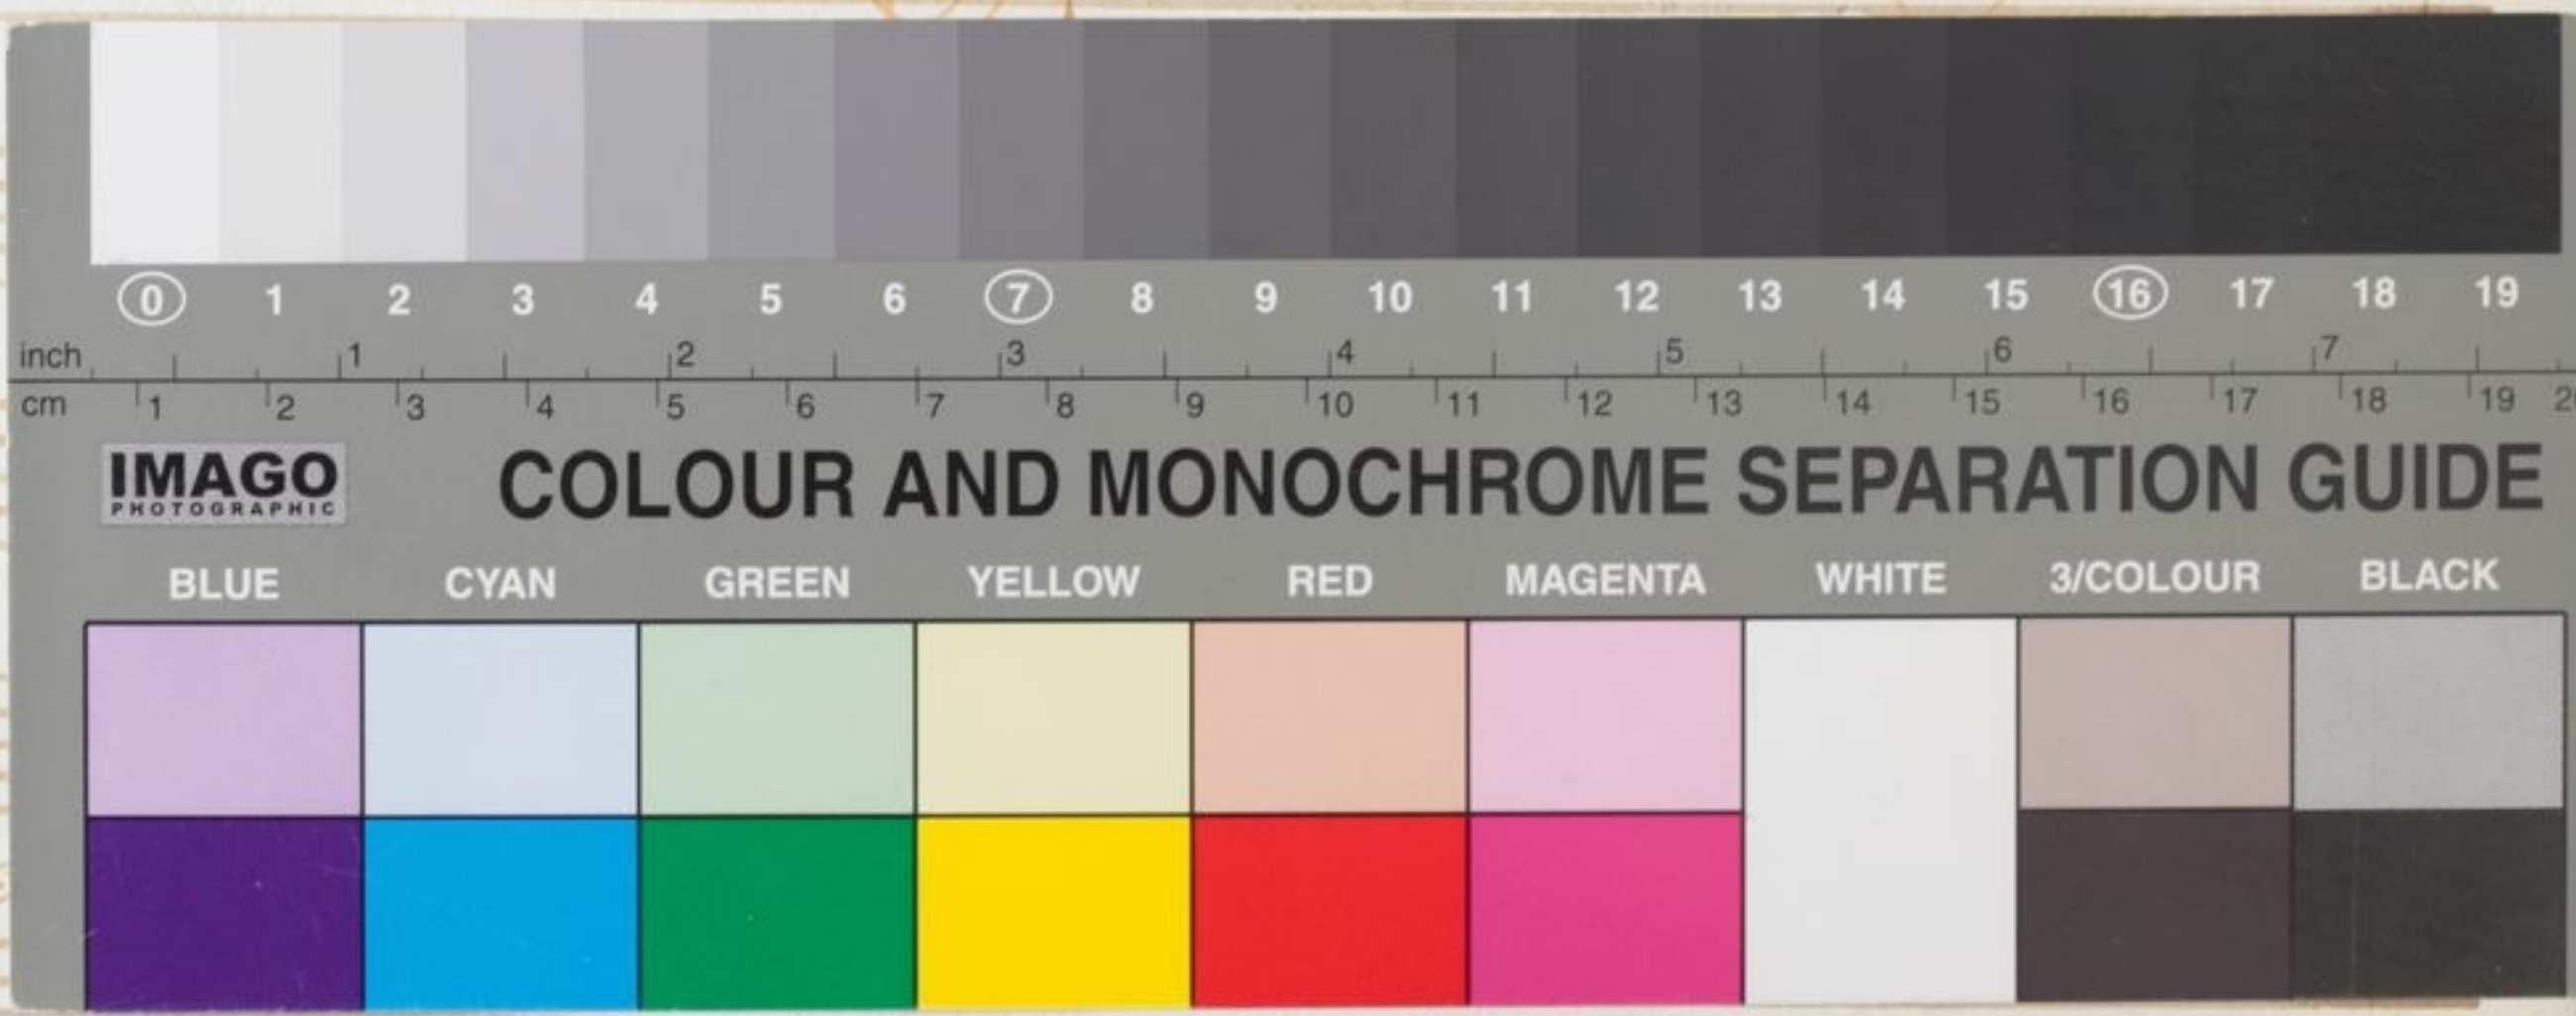 0 1 2 3 4 5 6 7 8 9 10 11 12 13 14 15 16 17 18 19
inch 1 2 3 4 5 6 7
cm 1 2 3 4 5 6 7 8 9 10 11 12 13 14 15 16 17 18 19
IMAGO
PHOTOGRAPHIC
COLOUR AND MONOCHROME SEPARATION GUIDE
BLUE CYAN GREEN YELLOW RED MAGENTA WHITE 3/COLOUR BLACK